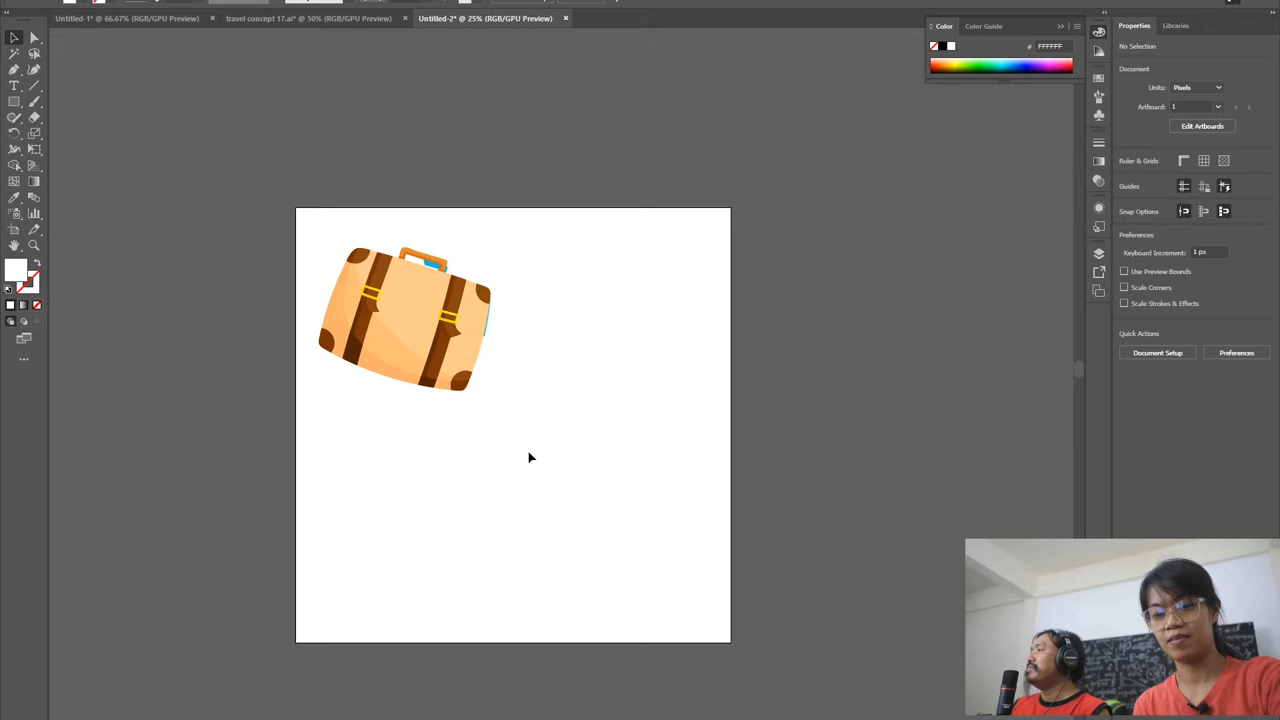 Untitled-1* @ 66.67% (RGB/GPU Preview)
travel concept 17.ai* @ 50% (RGB/GPU Preview)
Untitled-2* @ 25% (RGB/GPU Preview)
Color
Color Guide
# FFFFFF
Properties
Libraries
No Selection
Document
Units: Pixels
Artboard: 1
Edit Artboards
Ruler & Grids
Guides
Snap Options
Preferences
Keyboard Increment: 1 px
Use Preview Bounds
Scale Corners
Scale Strokes & Effects
Quick Actions
Document Setup
Preferences